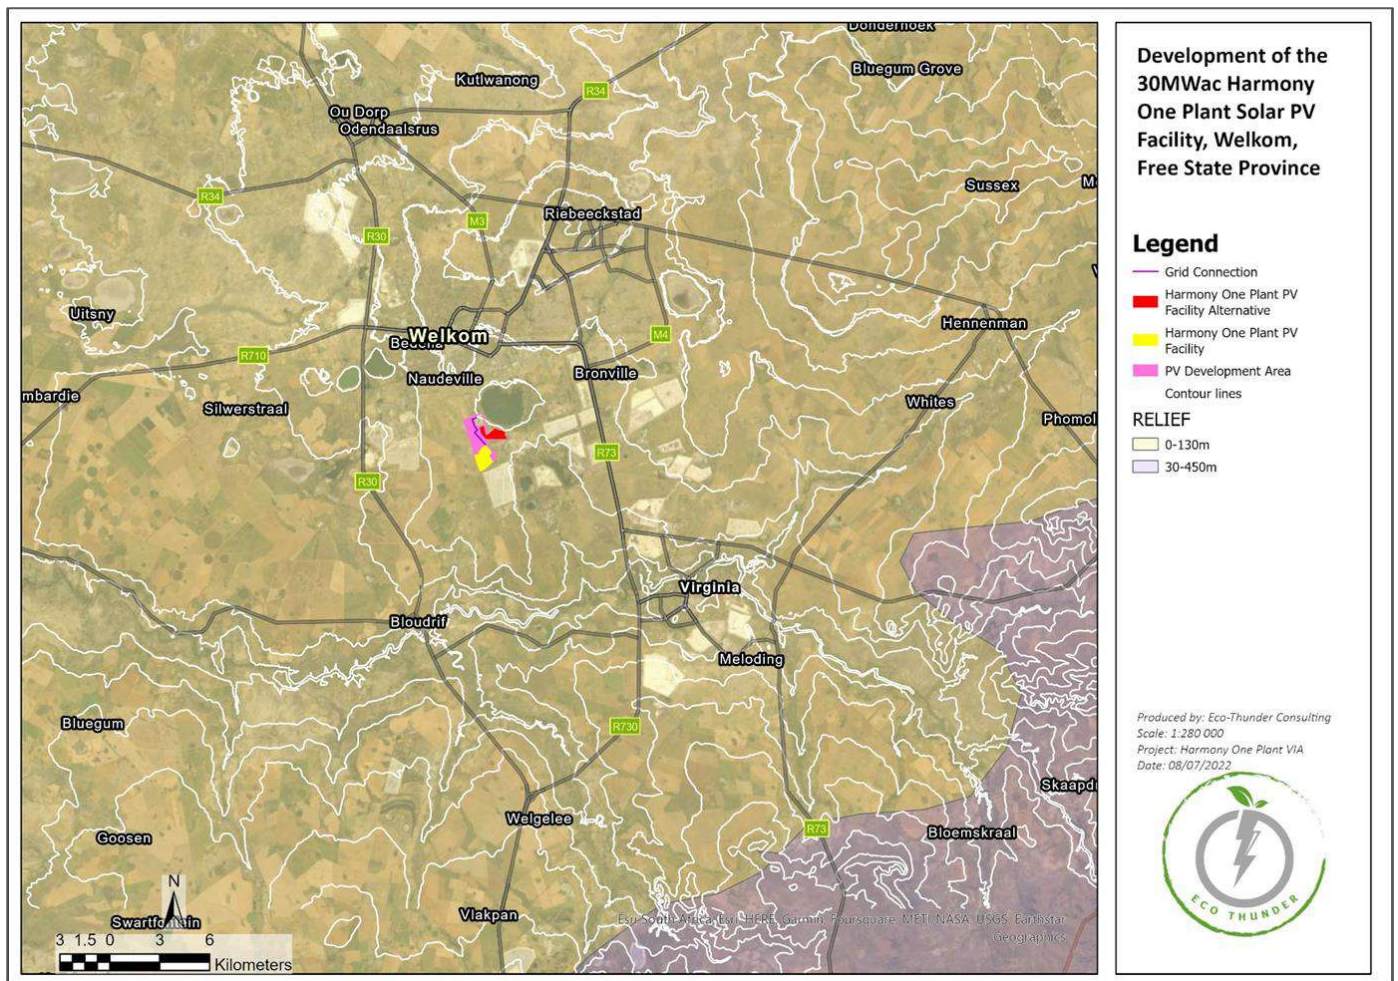 Donderhoek
Kutlwanong
Bluegum Grove
R34
Ou Dorp
Odendaalsrus
Sussex
R34
M3
Riebeeckstad
R30
Uitsny
Hennenman
Welkom
M4
R710
Naudeville
Bronville
mbardie
Silwerstraal
Whites
Phomol
R73
R30
Virginia
Bloudrif
Meloding
Bluegum
R730
Skaapd
Welgelee
R73
Bloemskraal
Goosen
N
Vlakpan
Swartfontein
Esri South Africa, Esri, HERE, Garmin, Foursquare, METI/NASA, USGS, Earthstar
Geographics
3 1.5 0 3 6
Kilometers
Development of the
30MWac Harmony
One Plant Solar PV
Facility, Welkom,
Free State Province
Legend
Grid Connection
Harmony One Plant PV
Facility Alternative
Harmony One Plant PV
Facility
PV Development Area
Contour lines
RELIEF
0-130m
30-450m
Produced by: Eco-Thunder Consulting
Scale: 1:280 000
Project: Harmony One Plant VIA
Date: 08/07/2022
ECO THUNDER